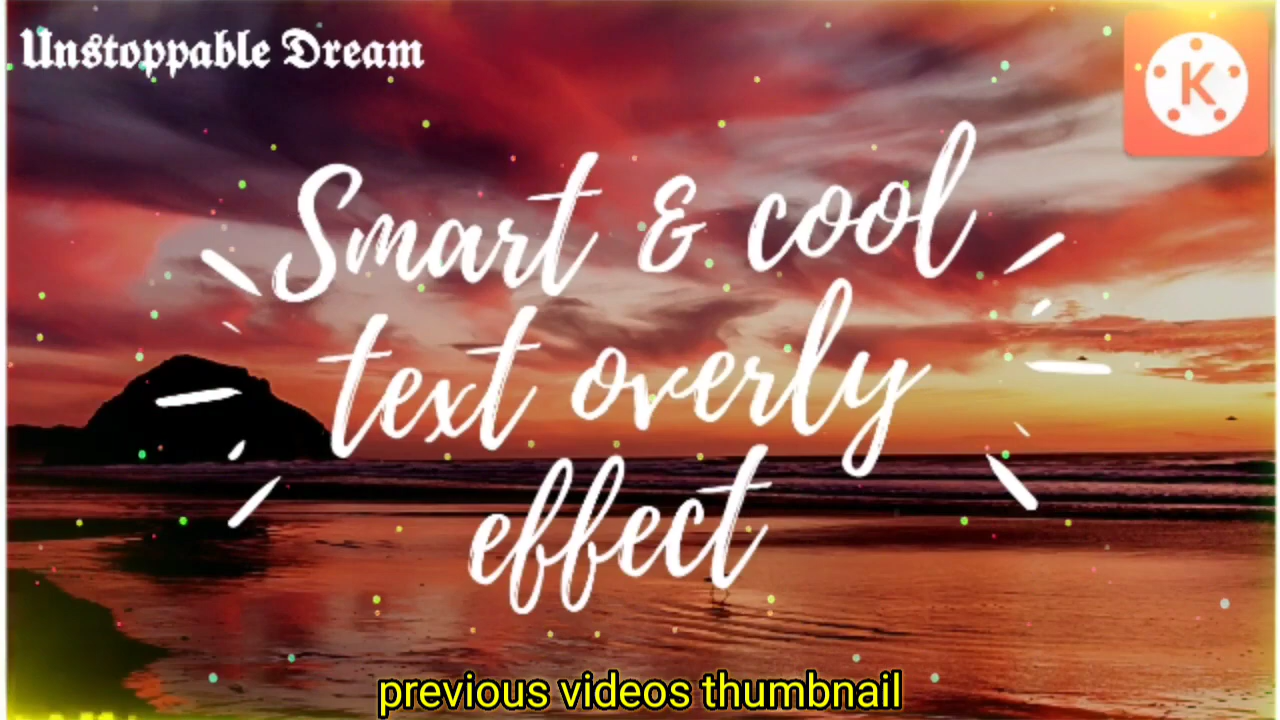 Unstoppable Dream
K
Smart & cool
text overly
effect
previous videos thumbnail